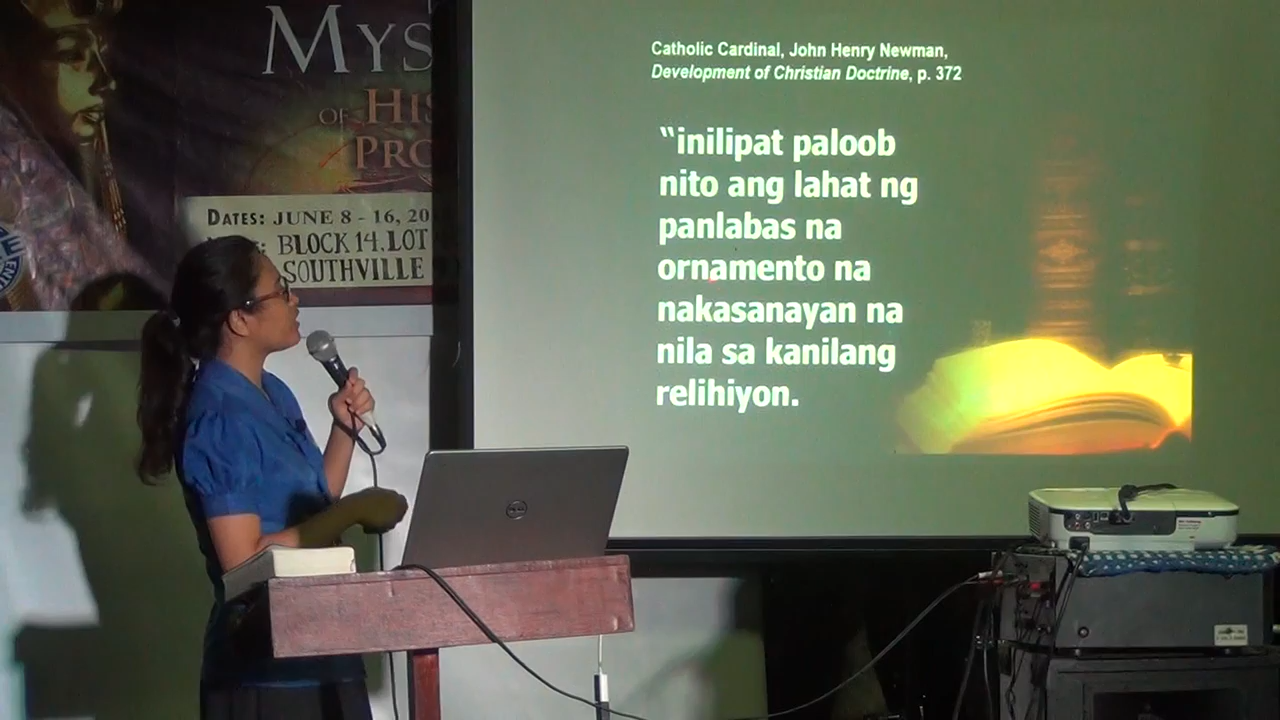 MYS
OF HIS
PRO
DATES: JUNE 8 - 16, 20
BLOCK 14, LOT
SOUTHVILLE
Catholic Cardinal, John Henry Newman,
Development of Christian Doctrine, p. 372
“inilipat paloob
nito ang lahat ng
panlabas na
ornamento na
nakasanayan na
nila sa kanilang
relihiyon.
DELL